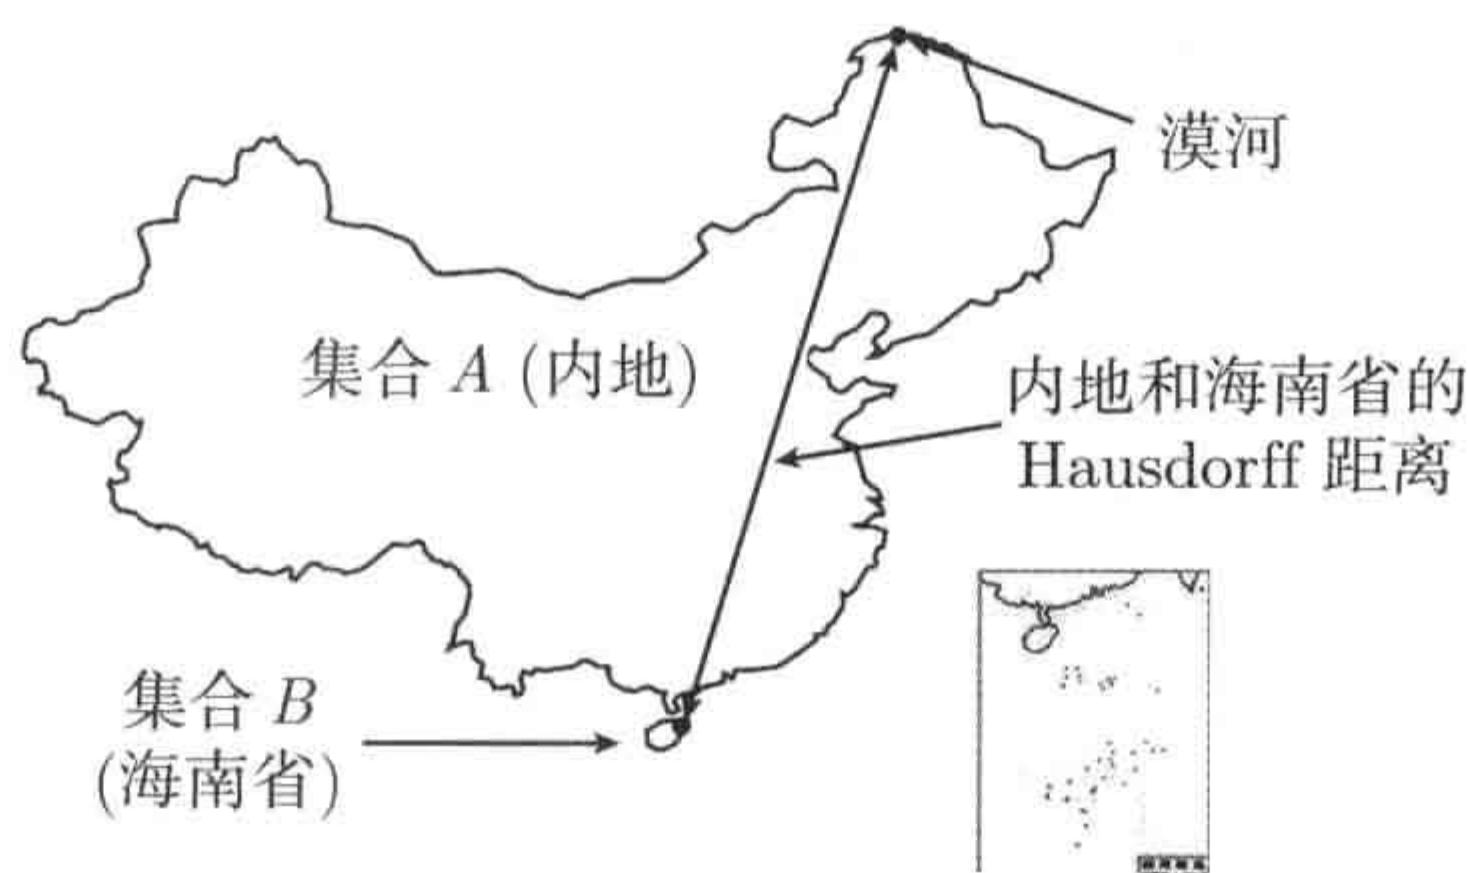 漠河
集合 A (内地)
内地和海南省的
Hausdorff 距离
集合 B
(海南省)